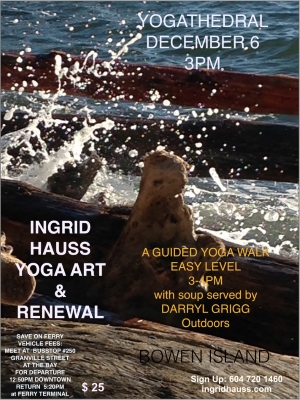 YOGATHEDRAL
DECEMBER 6
3PM
INGRID
HAUSS
YOGA ART
&
RENEWAL
A GUIDED YOGA WALK
EASY LEVEL
3-4PM
with soup served by
DARRYL GRIGG
Outdoors
SAVE ON FERRY
VEHICLE FEES:
MEET AT BUSSTOP #250
GRANVILLE STREET
AT THE BAY
FOR DEPARTURE
12:50PM DOWNTOWN
RETURN 5:20PM
at FERRY TERMINAL
$ 25
BOWEN ISLAND
Sign Up: 604 720 1460
ingridhauss.com